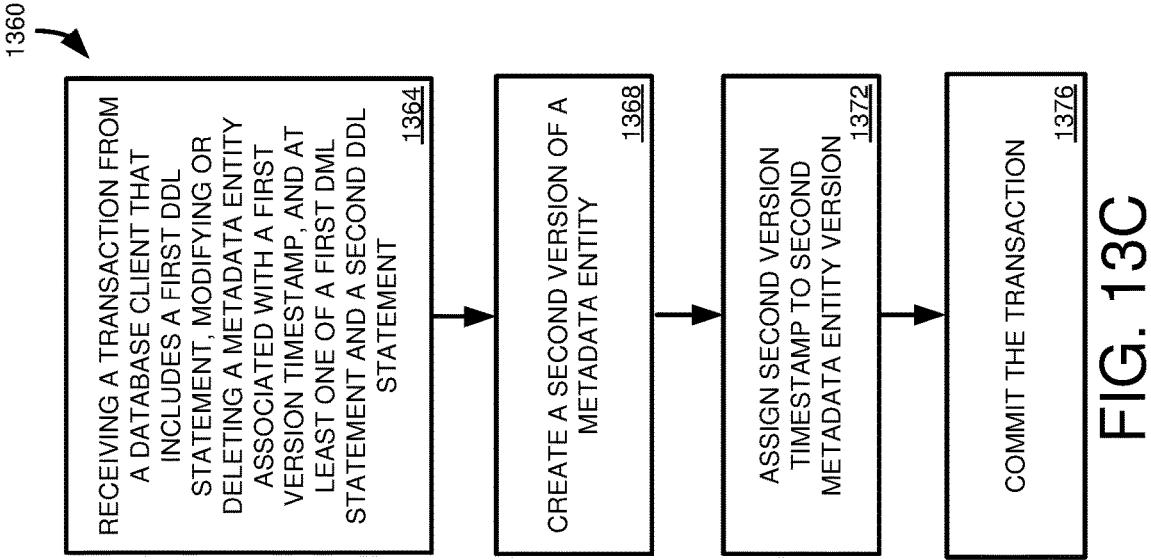 1360
RECEIVING A TRANSACTION FROM
A DATABASE CLIENT THAT
INCLUDES A FIRST DDL
STATEMENT, MODIFYING OR
DELETING A METADATA ENTITY
ASSOCIATED WITH A FIRST
VERSION TIMESTAMP, AND AT
LEAST ONE OF A FIRST DML
STATEMENT AND A SECOND DDL
STATEMENT
1364
CREATE A SECOND VERSION OF A
METADATA ENTITY
1368
ASSIGN SECOND VERSION
TIMESTAMP TO SECOND
METADATA ENTITY VERSION
1372
COMMIT THE TRANSACTION
1376
FIG. 13C